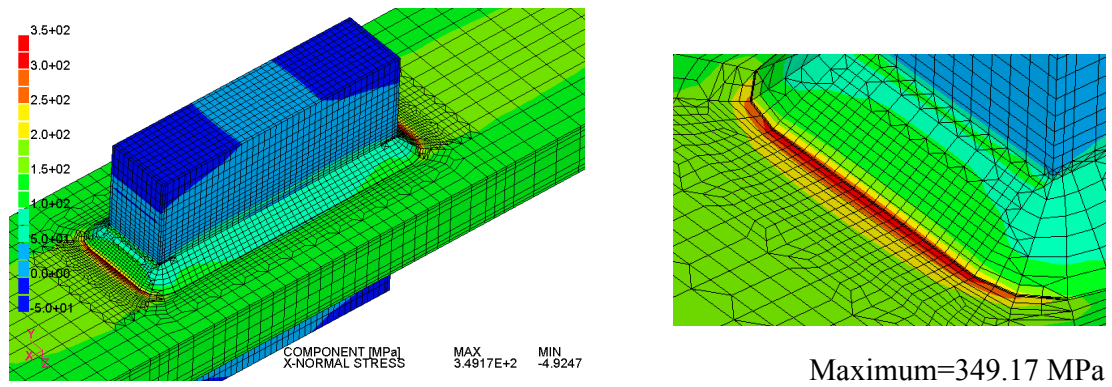 3.5+02
3.0+02
2.5+02
2.0+02
1.5+02
1.0+02
5.0+01
0.0+00
-5.0+01
Y
X Z
COMPONENT [MPa] MAX MIN
X-NORMAL STRESS 3.4917E+2 -4.9247
Maximum=349.17 MPa